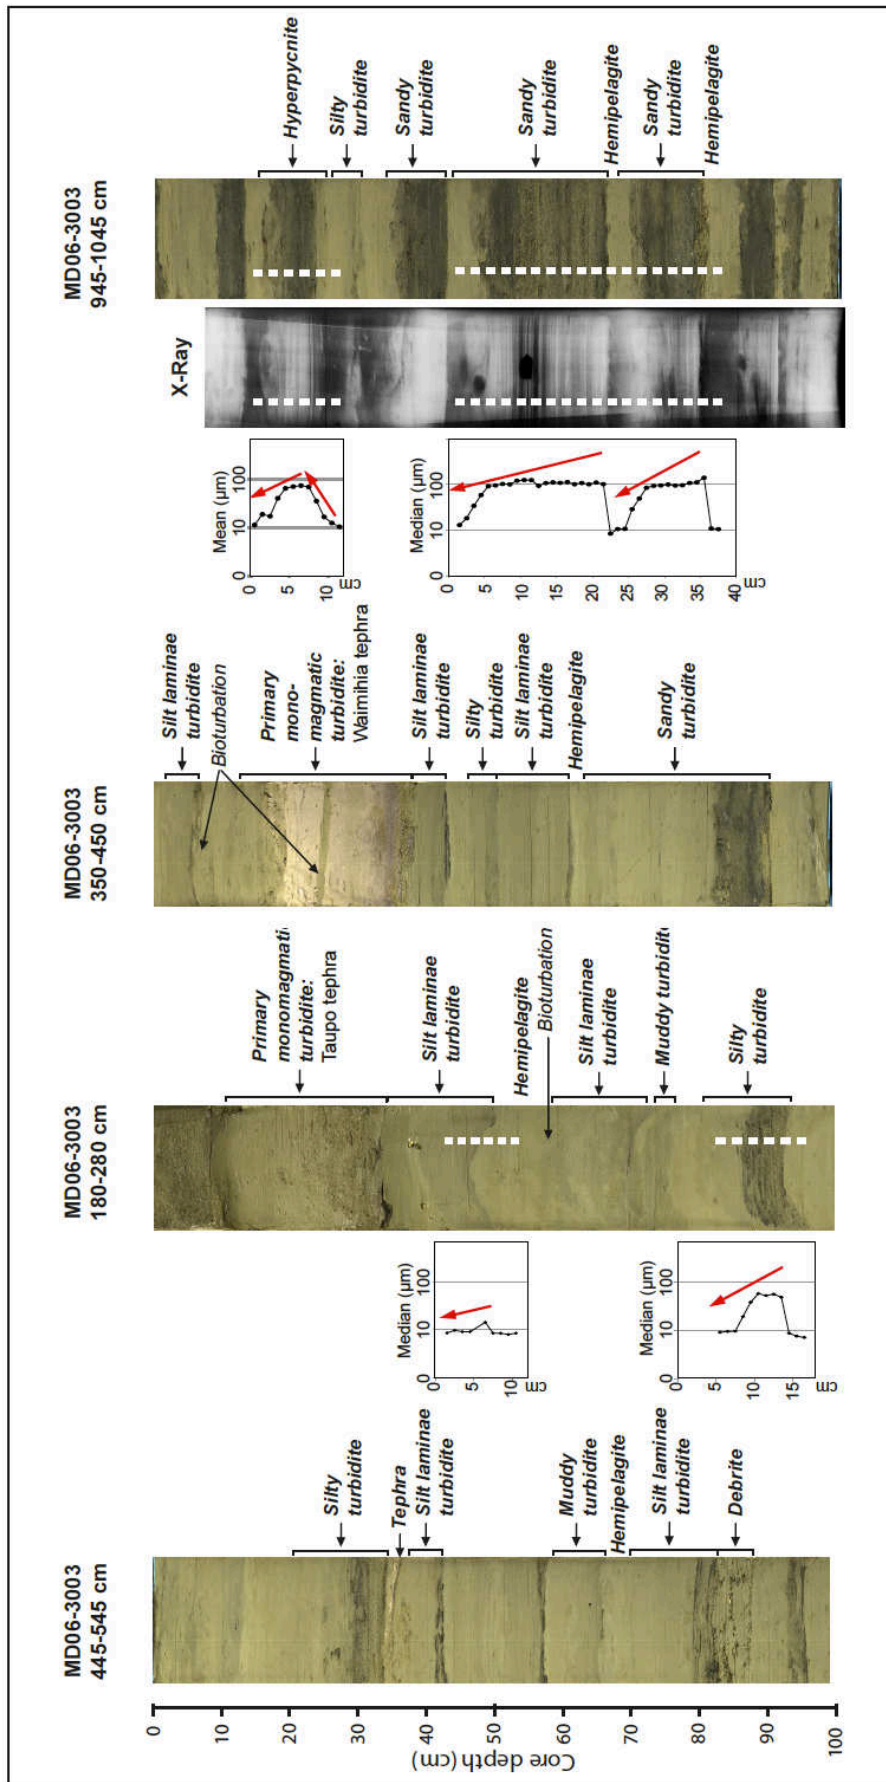 MD06-3003
445-545 cm
Silty
turbidite
Tephra
Silt laminae
turbidite
Muddy
turbidite
Hemipelagite
Silt laminae
turbidite
Debrite
Core depth (cm)
0
10
20
30
40
50
60
70
80
90
100
Median (µm)
0
10
100
0
5
10
cm
Median (µm)
0
10
100
0
5
15
cm
MD06-3003
180-280 cm
Primary
monomagmatic
turbidite:
Taupo tephra
Silt laminae
turbidite
Hemipelagite
Bioturbation
Silt laminae
turbidite
Muddy turbidite
Silty
turbidite
MD06-3003
350-450 cm
Silt laminae
turbidite
Bioturbation
Primary
mono-
magmatic
turbidite:
Waimihia tephra
Silt laminae
turbidite
Silty
turbidite
Silt laminae
turbidite
Hemipelagite
Sandy
turbidite
Mean (µm)
0
10
100
0
5
10
cm
Median (µm)
0
10
100
0
5
10
15
20
25
30
35
40
cm
X-Ray
MD06-3003
945-1045 cm
Hyperpycnite
Silty
turbidite
Sandy
turbidite
Sandy
turbidite
Hemipelagite
Sandy
turbidite
Hemipelagite